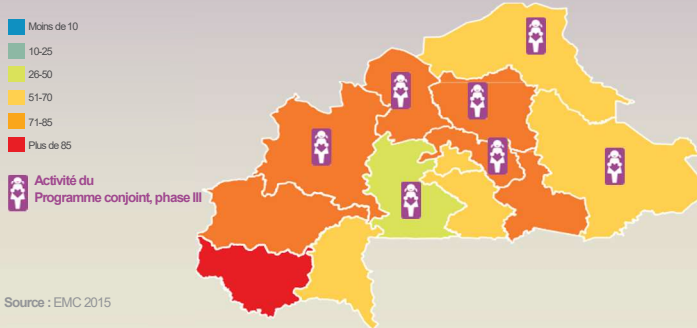 Moins de 10
10-25
26-50
51-70
71-85
Plus de 85
Activité du
Programme conjoint, phase III
Source : EMC 2015